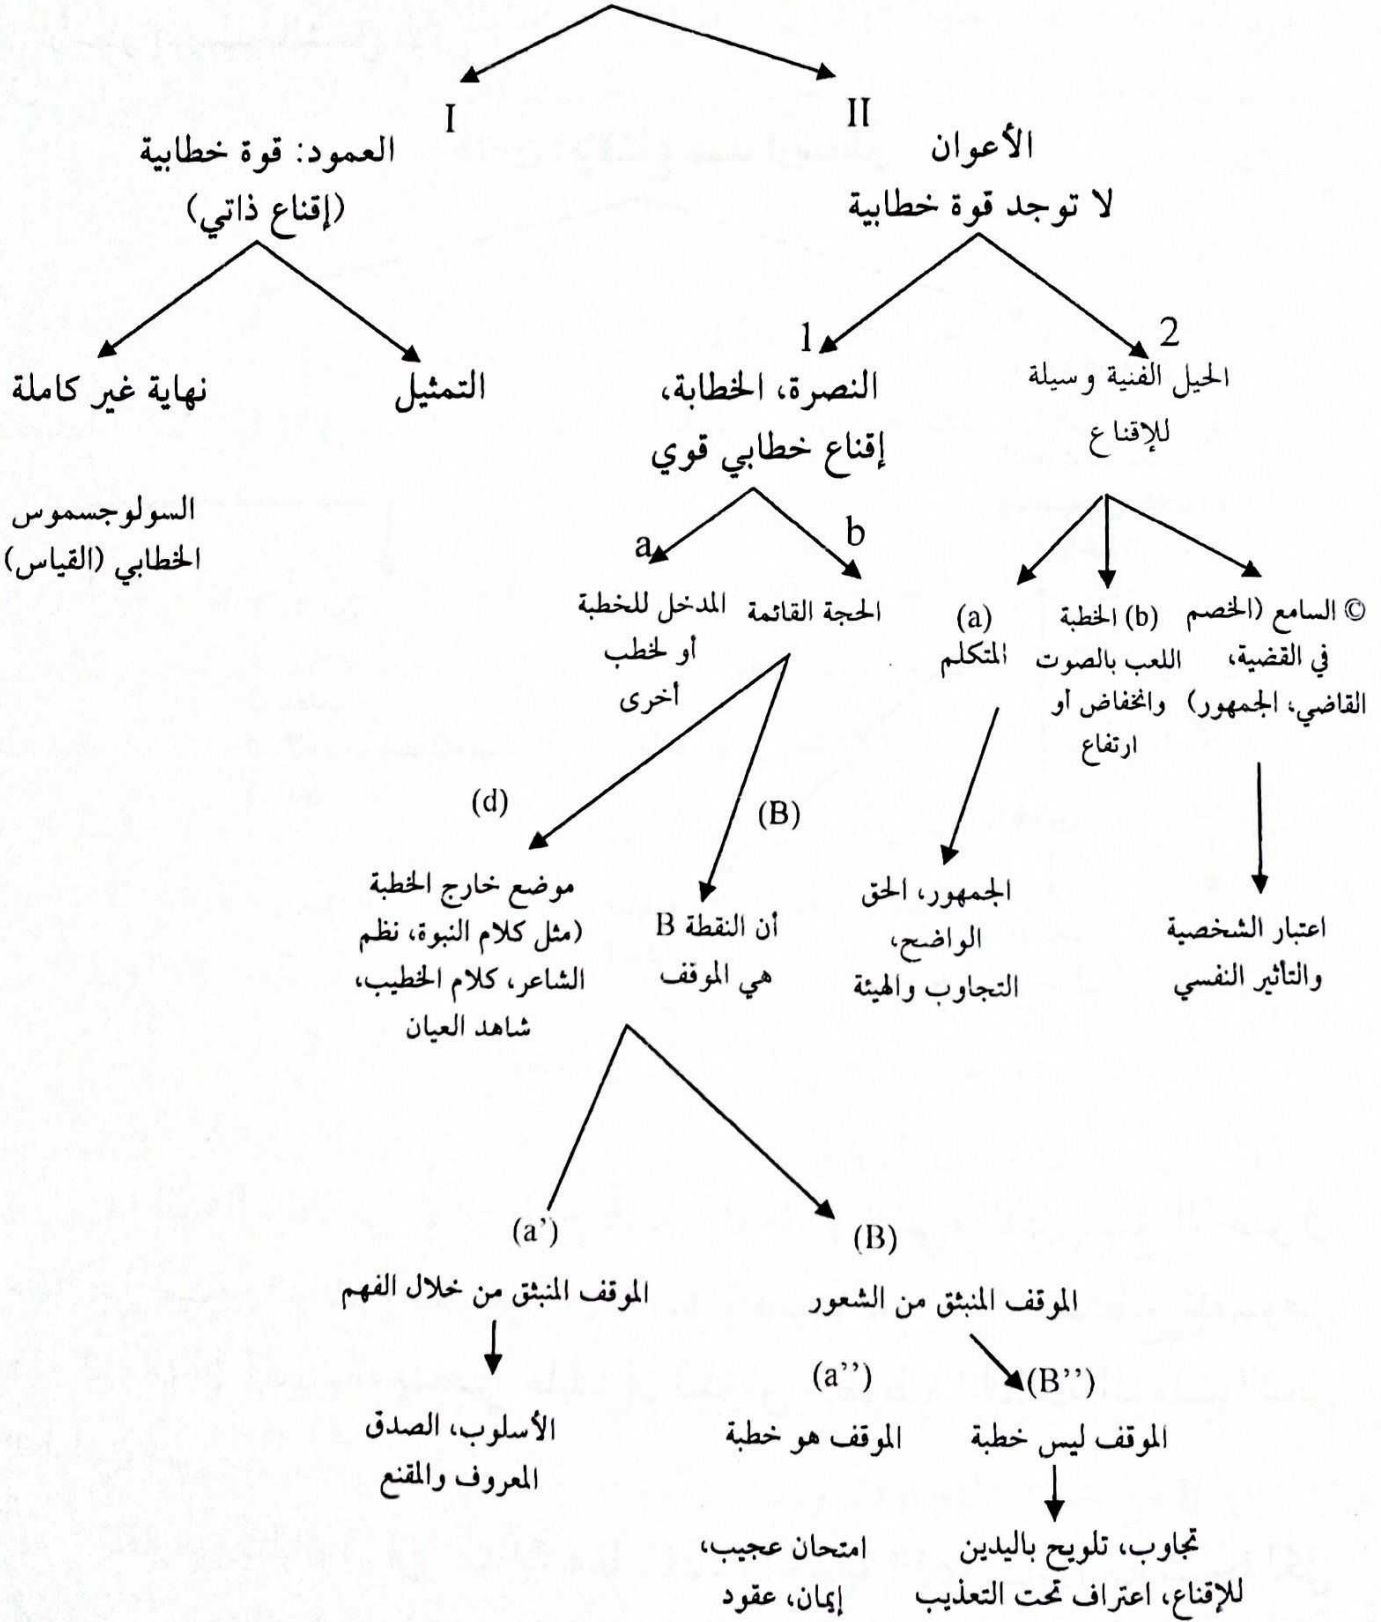 I
العمود: قوة خطابية
(إقناع ذاتي)
II
الأعوان
لا توجد قوة خطابية
نهاية غير كاملة
السولوجسموس
الخطابي (القياس)
التمثيل
1
النصرة، الخطابة،
إقناع خطابي قوي
2
الحيل الفنية وسيلة
للإقناع
a
المدخل للخطبة
أو لخطب
أخرى
b
الحجة القائمة
(a)
المتكلم
(b) الخطبة
اللعب بالصوت
وانخفاض أو
ارتفاع
© السامع (الخصم
في القضية،
القاضي، الجمهور)
(d)
موضع خارج الخطبة
(مثل كلام النبوة، نظم
الشاعر، كلام الخطيب،
شاهد العيان
(B)
أن النقطة B
هي الموقف
الجمهور، الحق
الواضح،
التجاوب والهيئة
اعتبار الشخصية
والتأثير النفسي
(a’)
الموقف المنبثق من خلال الفهم
الأسلوب، الصدق
المعروف والمقنع
(B)
الموقف المنبثق من الشعور
(a’’)
الموقف هو خطبة
امتحان عجيب،
إيمان، عقود
(B’’)
الموقف ليس خطبة
تجاوب، تلويح باليدين
للإقناع، اعتراف تحت التعذيب